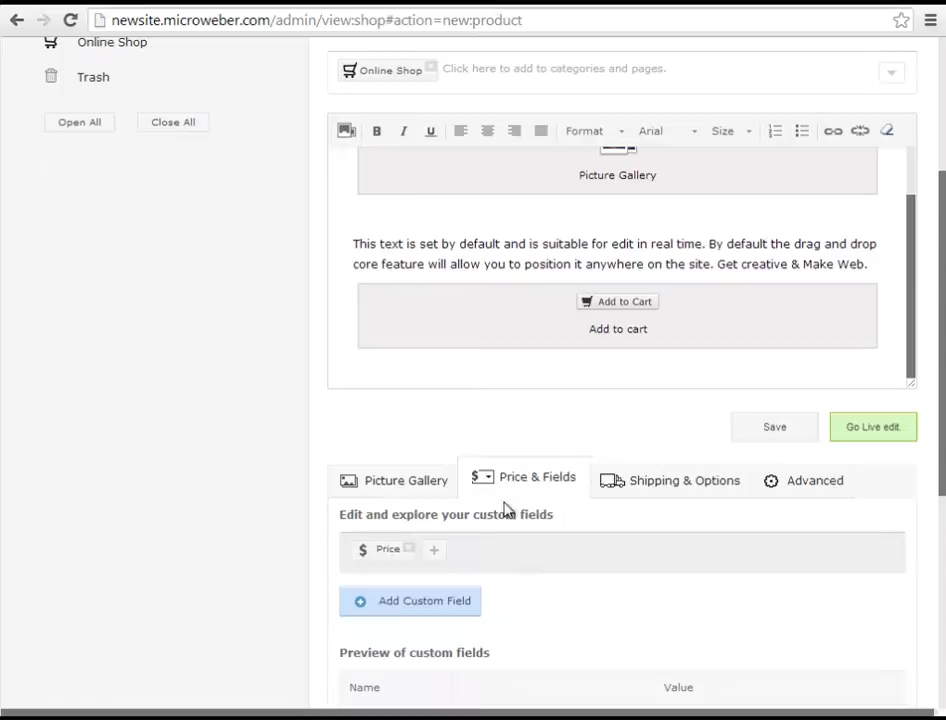 newsite.microweber.com/admin/view:shop#action=new:product
Online Shop
Trash
Open All Close All
Online Shop Click here to add to categories and pages.
B I U Format Arial Size
Picture Gallery
This text is set by default and is suitable for edit in real time. By default the drag and drop
core feature will allow you to position it anywhere on the site. Get creative & Make Web.
Add to Cart
Add to cart
Save Go Live edit
Picture Gallery $ Price & Fields Shipping & Options Advanced
Edit and explore your custom fields
$ Price +
Add Custom Field
Preview of custom fields
Name Value